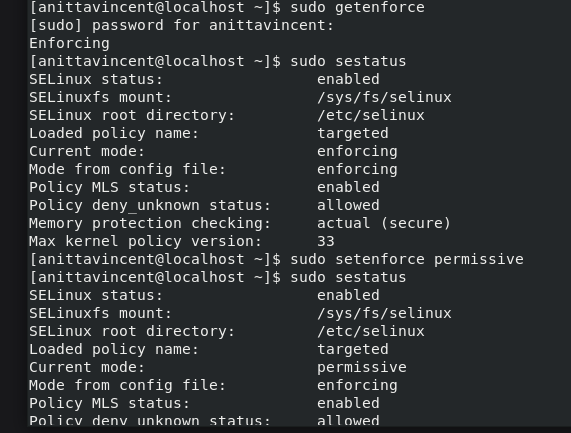 [anittavincent@localhost ~]$ sudo getenforce
[sudo] password for anittavincent:
Enforcing
[anittavincent@localhost ~]$ sudo sestatus
SELinux status:                 enabled
SELinuxfs mount:                /sys/fs/selinux
SELinux root directory:         /etc/selinux
Loaded policy name:             targeted
Current mode:                   enforcing
Mode from config file:          enforcing
Policy MLS status:              enabled
Policy deny_unknown status:     allowed
Memory protection checking:     actual (secure)
Max kernel policy version:      33
[anittavincent@localhost ~]$ sudo setenforce permissive
[anittavincent@localhost ~]$ sudo sestatus
SELinux status:                 enabled
SELinuxfs mount:                /sys/fs/selinux
SELinux root directory:         /etc/selinux
Loaded policy name:             targeted
Current mode:                   permissive
Mode from config file:          enforcing
Policy MLS status:              enabled
Policy deny_unknown status:     allowed